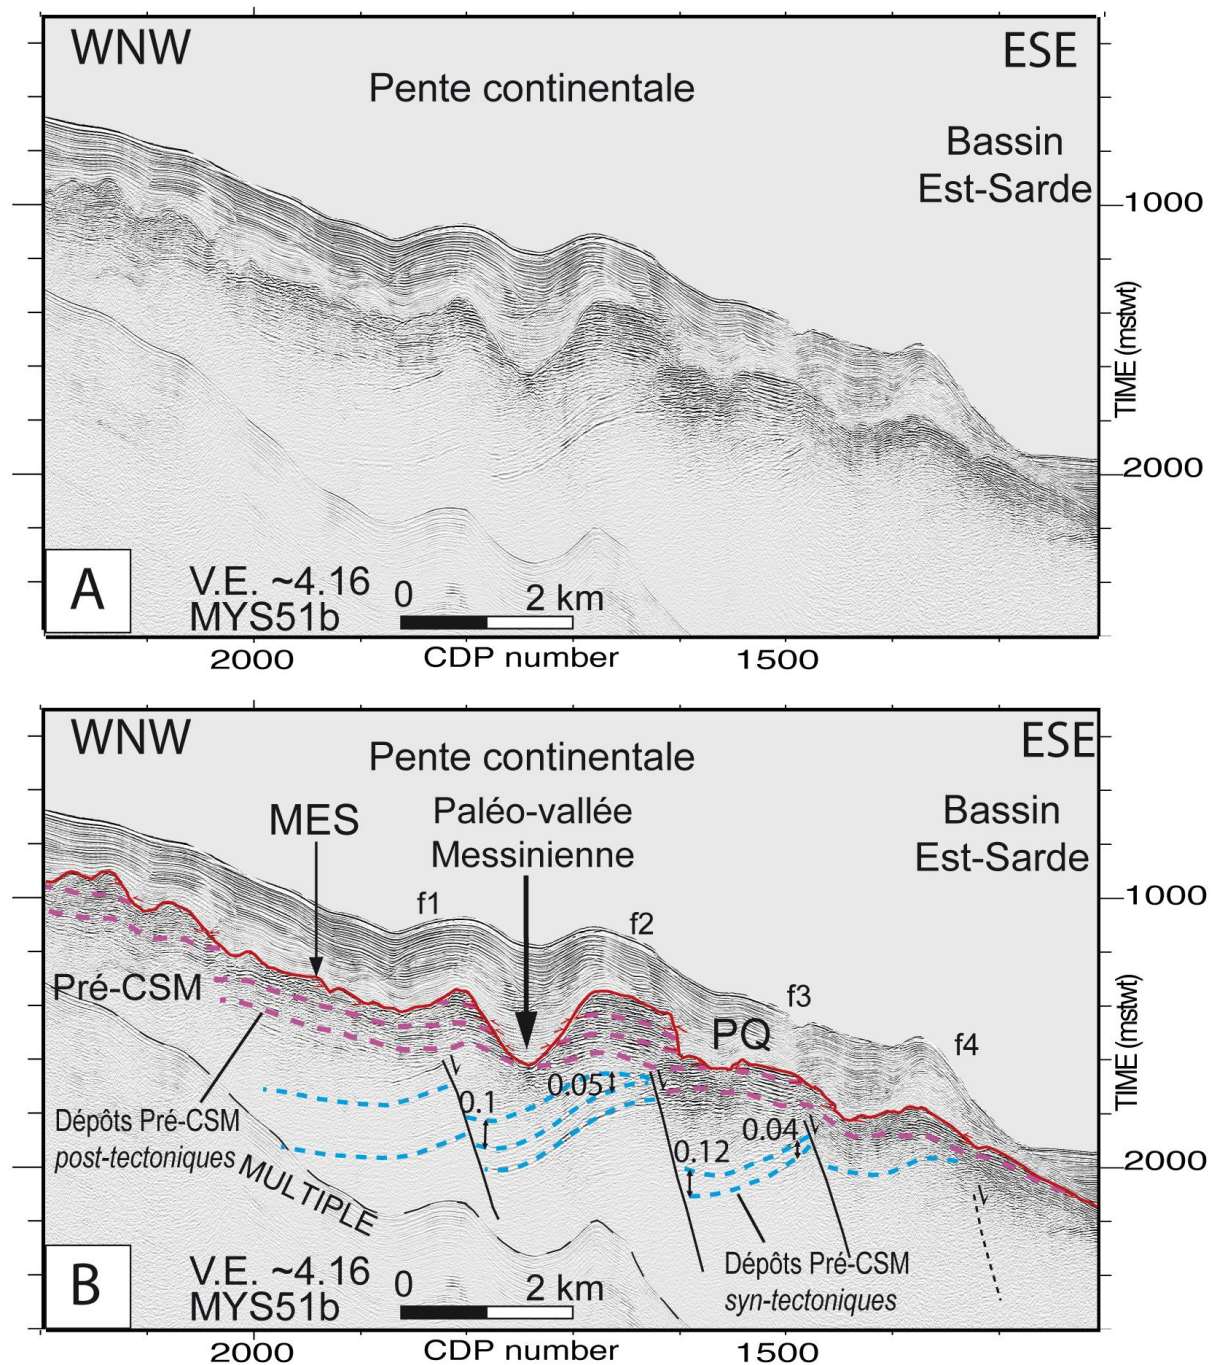 WNW
ESE
Pente continentale
Bassin
Est-Sarde
1000
TIME (mstwt)
2000
A
V.E. ~4.16
MYS51b
0
2 km
2000
CDP number
1500
WNW
ESE
Pente continentale
Bassin
Est-Sarde
MES
Paléo-vallée
Messinienne
1000
f1
f2
f3
f4
Pré-CSM
PQ
TIME (mstwt)
0.1
0.05
0.12
0.04
Dépôts Pré-CSM
post-tectoniques
MULTIPLE
2000
Dépôts Pré-CSM
syn-tectoniques
B
V.E. ~4.16
MYS51b
0
2 km
2000
CDP number
1500